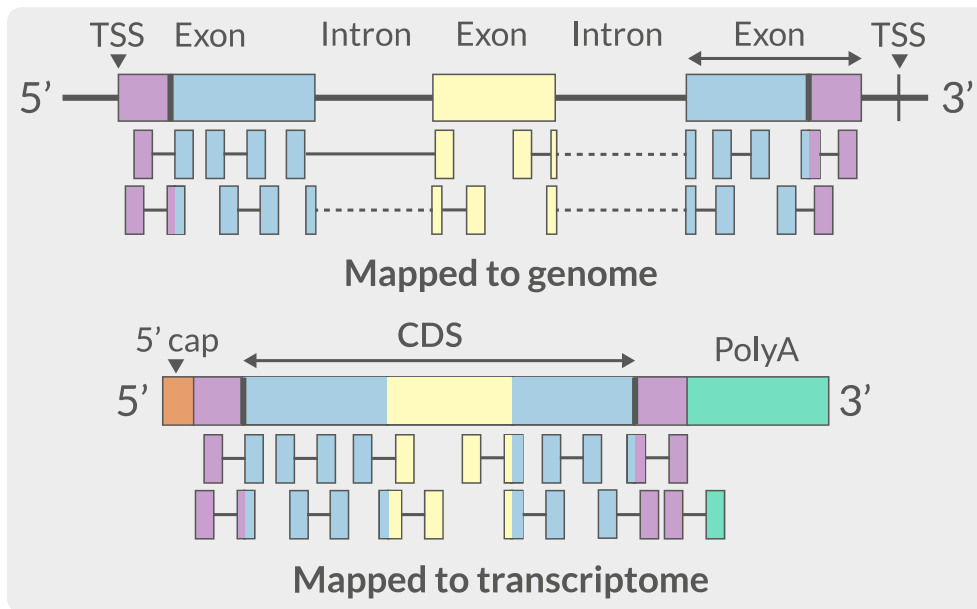 TSS Exon Intron Exon Intron Exon TSS
5’ 3’
Mapped to genome
5’ cap CDS PolyA
5’ 3’
Mapped to transcriptome